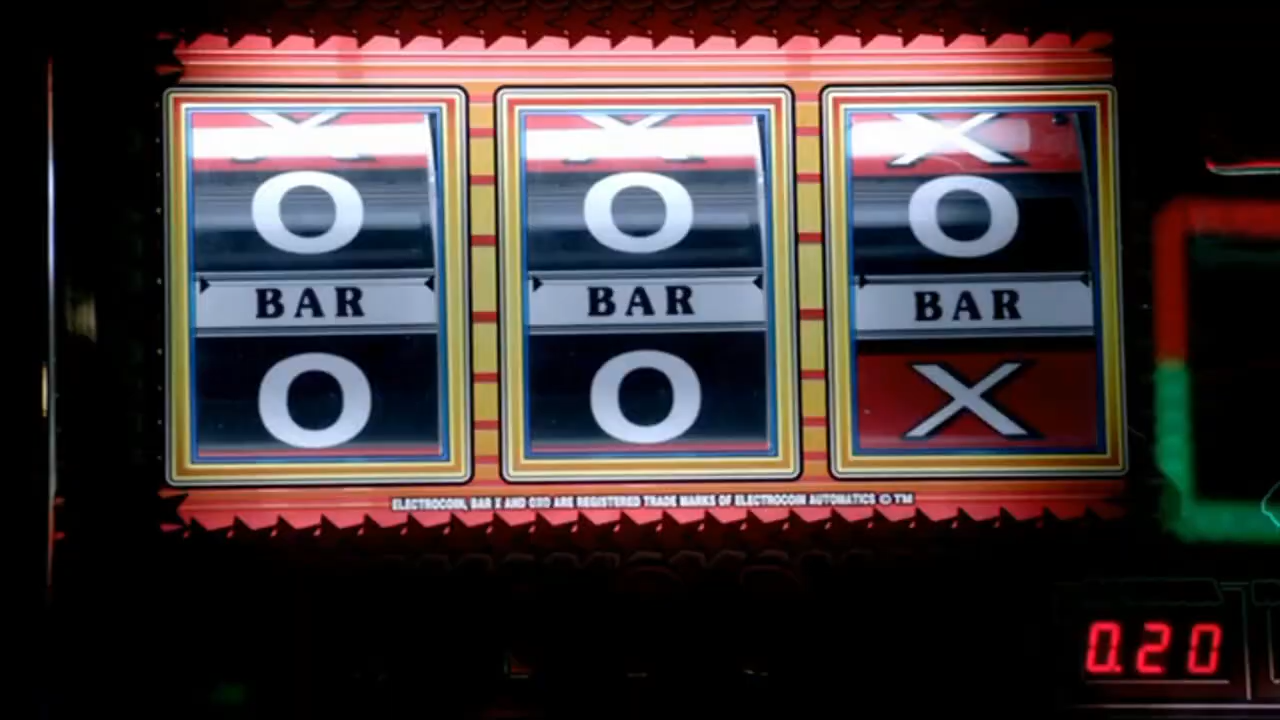 X X X
O O O
BAR BAR BAR
O O X
ELECTROCOIN, BAR X AND OXO ARE REGISTERED TRADE MARKS OF ELECTROCOIN AUTOMATICS © TM
0.20